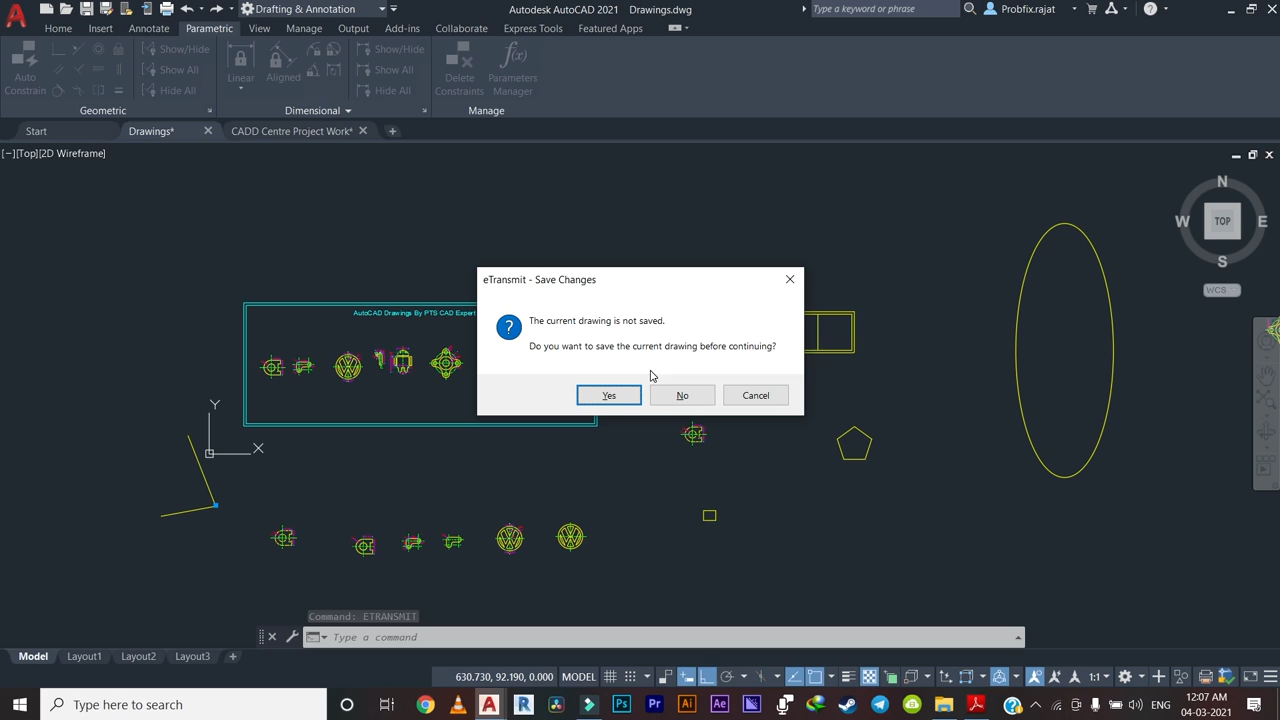 Drafting & Annotation
Autodesk AutoCAD 2021 Drawings.dwg
Type a keyword or phrase
Probfix.rajat
Home Insert Annotate Parametric View Manage Output Add-ins Collaborate Express Tools Featured Apps
Auto
Constrain
Show/Hide
Show All
Hide All
Geometric
Linear
Aligned
Show/Hide
Show All
Hide All
Dimensional
Delete
Constraints
Parameters
Manager
Manage
Start Drawings* CADD Centre Project Work*
[−][Top][2D Wireframe]
N
W TOP E
S
WCS
AutoCAD Drawings By PTS CAD Expert
eTransmit - Save Changes
The current drawing is not saved.
Do you want to save the current drawing before continuing?
Yes No Cancel
Y
X
Command: ETRANSMIT
Type a command
Model Layout1 Layout2 Layout3
630.730, 92.190, 0.000 MODEL
1:1
Type here to search
ENG
12:07 AM
04-03-2021